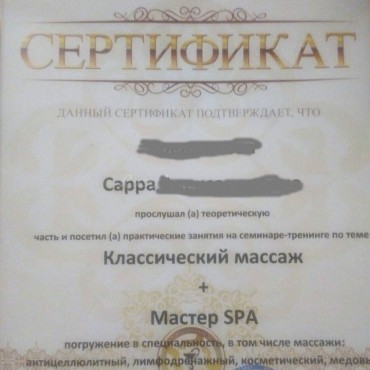 СЕРТИФИКАТ
ДАННЫЙ СЕРТИФИКАТ ПОДТВЕРЖДАЕТ, ЧТО
Сарра
прослушал (а) теоретическую
часть и посетил (а) практические занятия на семинаре-тренинге по теме
Классический массаж
+
Мастер SPA
погружение в специальность, в том числе массажи:
антицеллюлитный, лимфодренажный, косметический, медовы